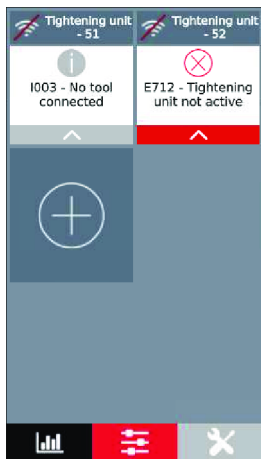 Tightening unit
- 51
Tightening unit
- 52
I003 - No tool
connected
E712 - Tightening
unit not active